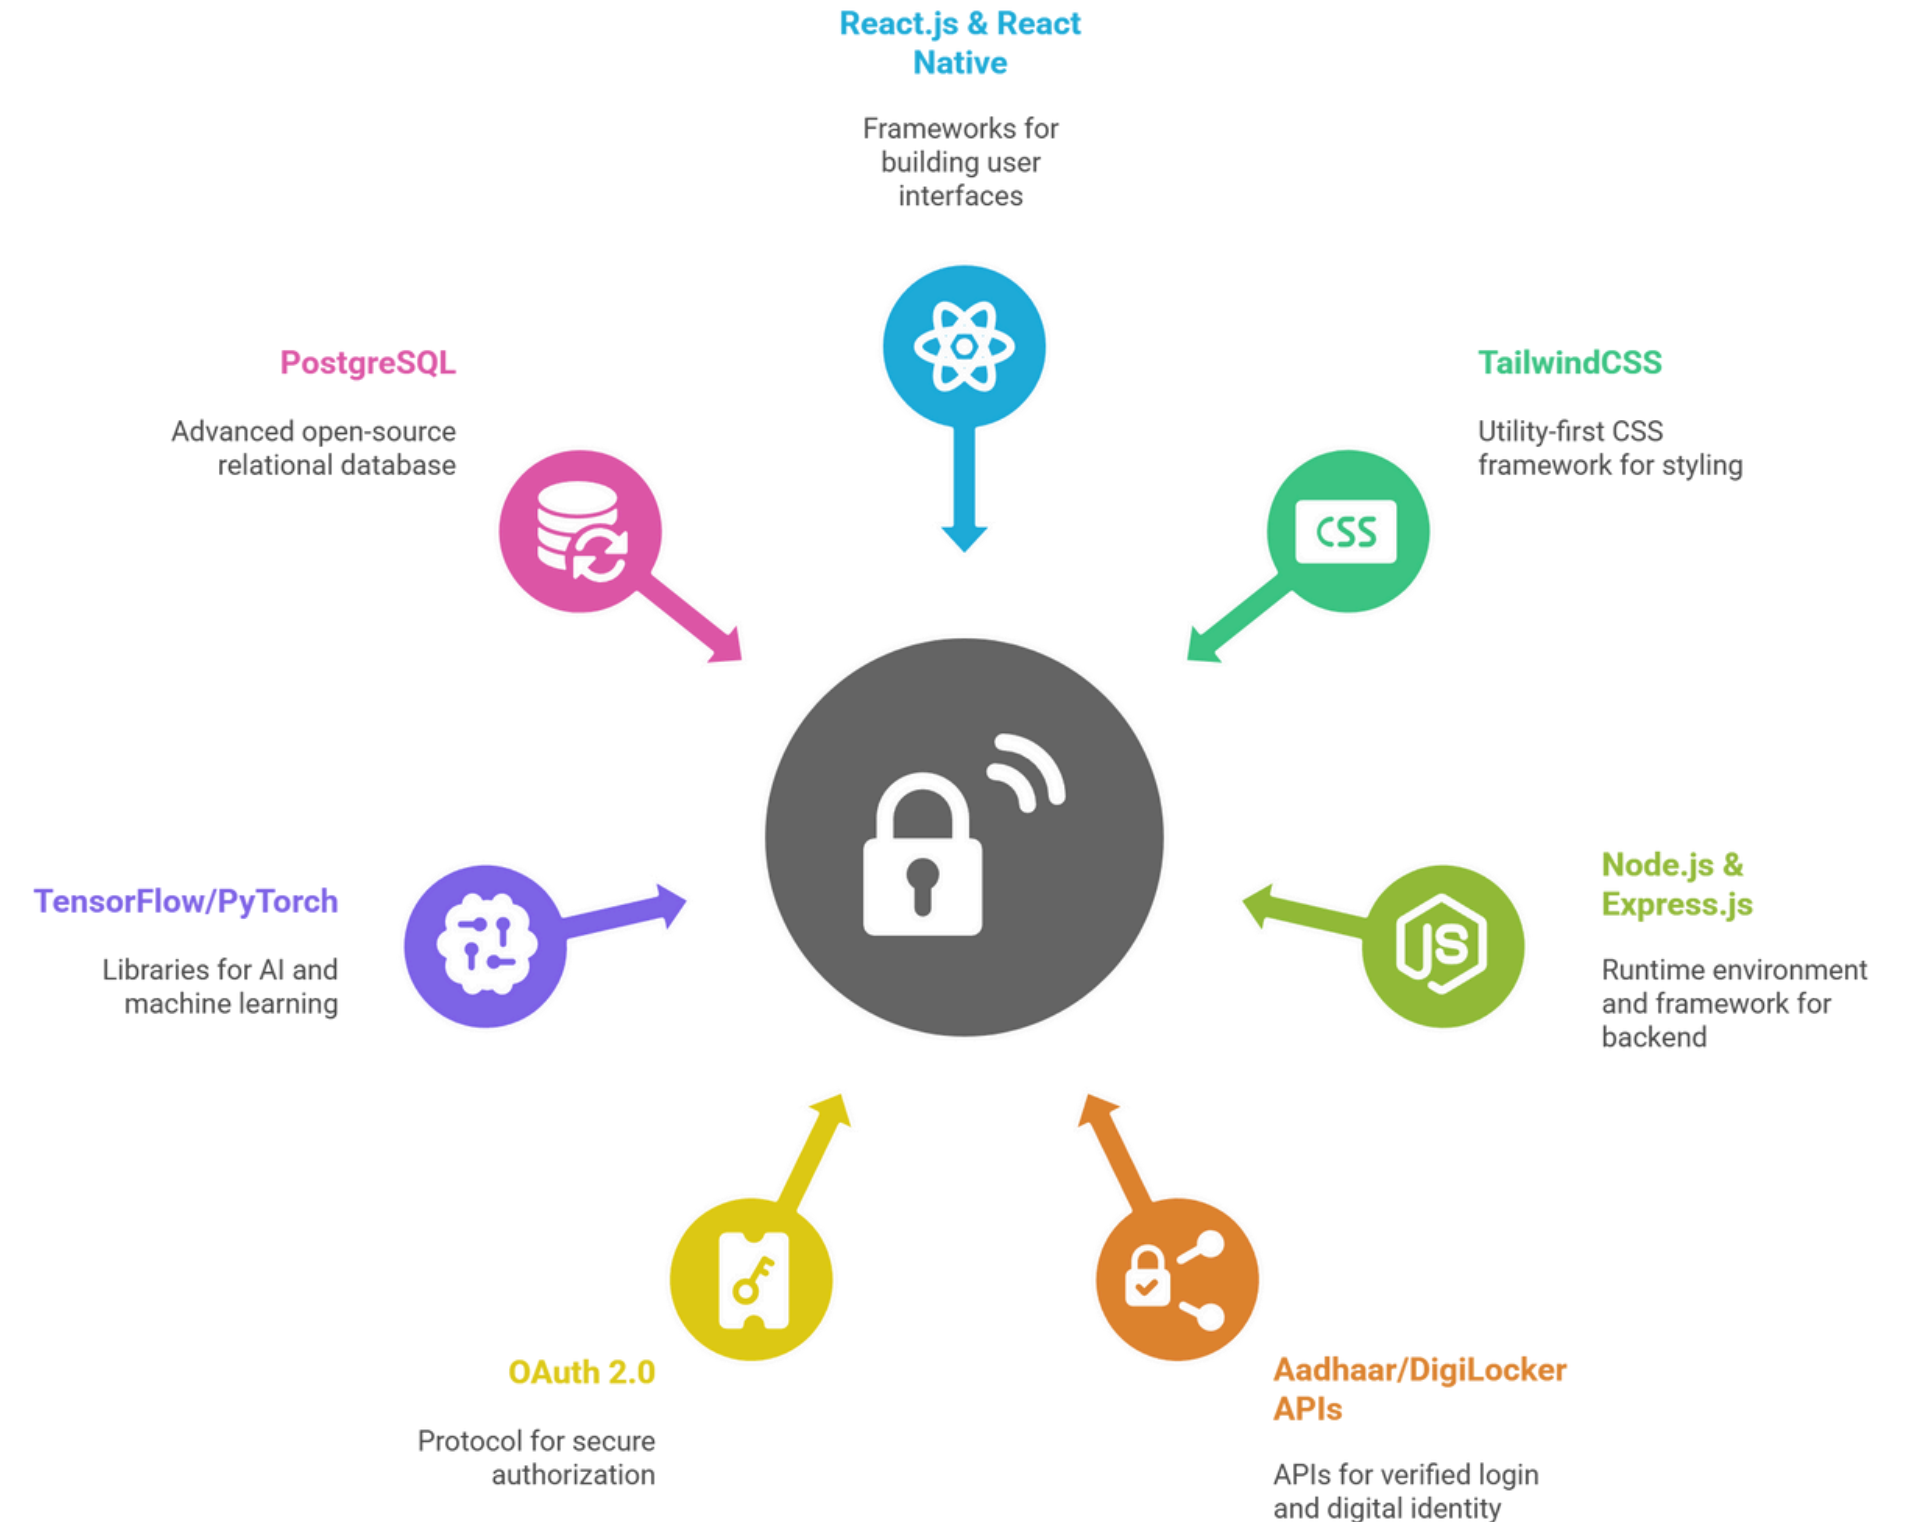 React.js & React
Native
Frameworks for
building user
interfaces
PostgreSQL
Advanced open-source
relational database
TailwindCSS
Utility-first CSS
framework for styling
CSS
TensorFlow/PyTorch
Libraries for AI and
machine learning
Node.js &
Express.js
Runtime environment
and framework for
backend
JS
OAuth 2.0
Protocol for secure
authorization
Aadhaar/DigiLocker
APIs
APIs for verified login
and digital identity